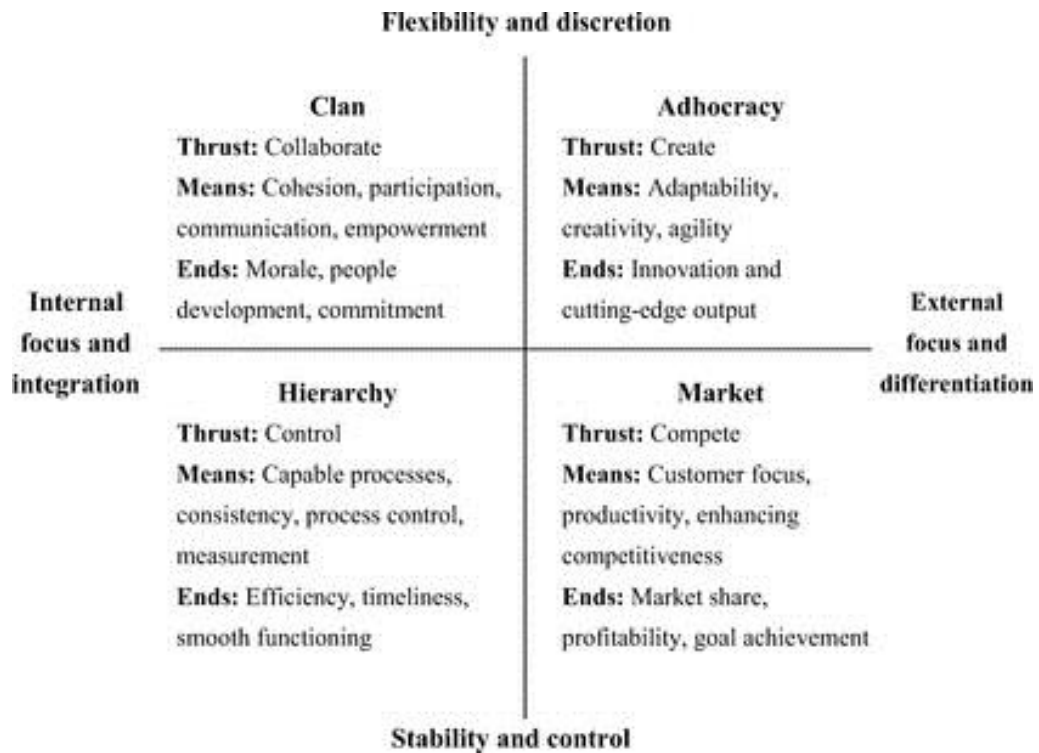 Flexibility and discretion
Clan
Thrust: Collaborate
Means: Cohesion, participation,
communication, empowerment
Ends: Morale, people
development, commitment
Adhocracy
Thrust: Create
Means: Adaptability,
creativity, agility
Ends: Innovation and
cutting-edge output
Internal
focus and
integration
External
focus and
differentiation
Hierarchy
Thrust: Control
Means: Capable processes,
consistency, process control,
measurement
Ends: Efficiency, timeliness,
smooth functioning
Market
Thrust: Compete
Means: Customer focus,
productivity, enhancing
competitiveness
Ends: Market share,
profitability, goal achievement
Stability and control